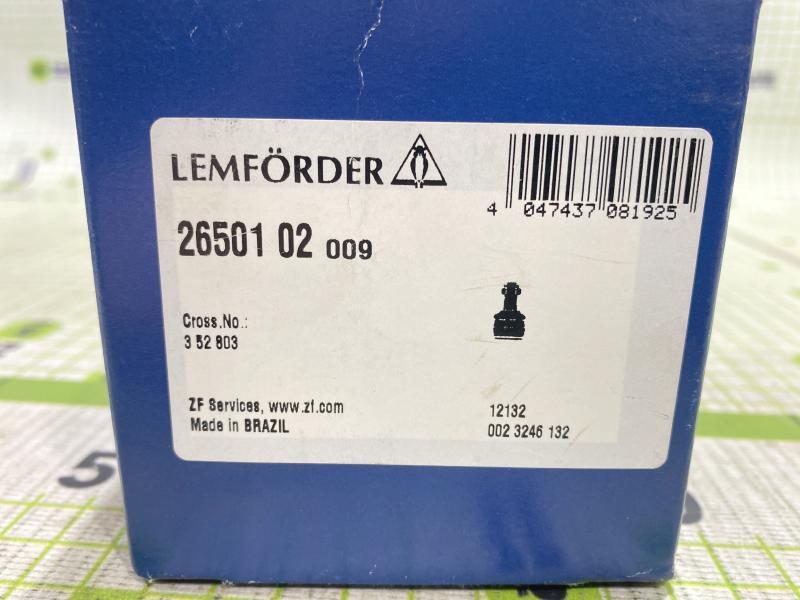 LEMFÖRDER
4 047437 081925
26501 02 009
Cross.No.:
3 52 803
ZF Services, www.zf.com
Made in BRAZIL
12132
002 3246 132
5